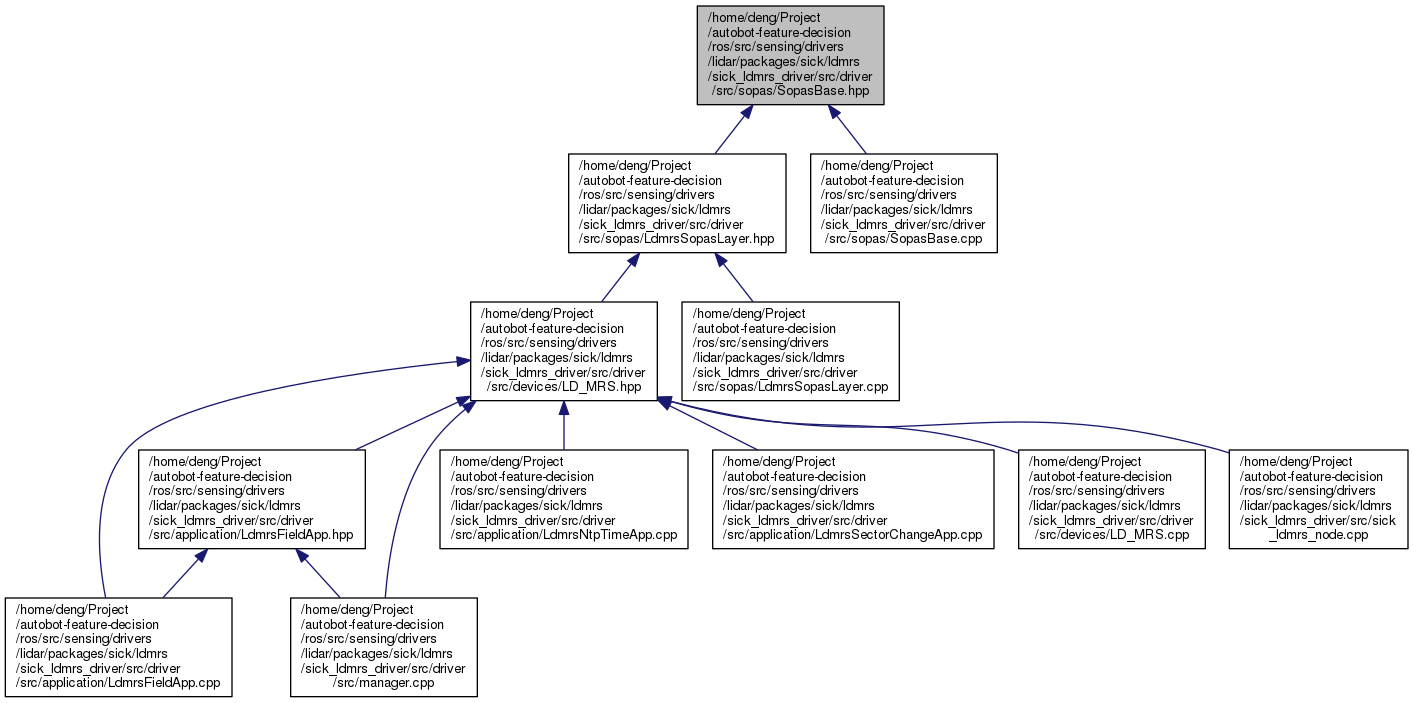 /home/deng/Project
/autobot-feature-decision
/ros/src/sensing/drivers
/lidar/packages/sick/ldmrs
/sick_ldmrs_driver/src/driver
/src/sopas/SopasBase.hpp
/home/deng/Project
/autobot-feature-decision
/ros/src/sensing/drivers
/lidar/packages/sick/ldmrs
/sick_ldmrs_driver/src/driver
/src/sopas/LdmrsSopasLayer.hpp
/home/deng/Project
/autobot-feature-decision
/ros/src/sensing/drivers
/lidar/packages/sick/ldmrs
/sick_ldmrs_driver/src/driver
/src/sopas/SopasBase.cpp
/home/deng/Project
/autobot-feature-decision
/ros/src/sensing/drivers
/lidar/packages/sick/ldmrs
/sick_ldmrs_driver/src/driver
/src/devices/LD_MRS.hpp
/home/deng/Project
/autobot-feature-decision
/ros/src/sensing/drivers
/lidar/packages/sick/ldmrs
/sick_ldmrs_driver/src/driver
/src/sopas/LdmrsSopasLayer.cpp
/home/deng/Project
/autobot-feature-decision
/ros/src/sensing/drivers
/lidar/packages/sick/ldmrs
/sick_ldmrs_driver/src/driver
/src/application/LdmrsFieldApp.hpp
/home/deng/Project
/autobot-feature-decision
/ros/src/sensing/drivers
/lidar/packages/sick/ldmrs
/sick_ldmrs_driver/src/driver
/src/application/LdmrsNtpTimeApp.cpp
/home/deng/Project
/autobot-feature-decision
/ros/src/sensing/drivers
/lidar/packages/sick/ldmrs
/sick_ldmrs_driver/src/driver
/src/application/LdmrsSectorChangeApp.cpp
/home/deng/Project
/autobot-feature-decision
/ros/src/sensing/drivers
/lidar/packages/sick/ldmrs
/sick_ldmrs_driver/src/driver
/src/devices/LD_MRS.cpp
/home/deng/Project
/autobot-feature-decision
/ros/src/sensing/drivers
/lidar/packages/sick/ldmrs
/sick_ldmrs_driver/src/sick
_ldmrs_node.cpp
/home/deng/Project
/autobot-feature-decision
/ros/src/sensing/drivers
/lidar/packages/sick/ldmrs
/sick_ldmrs_driver/src/driver
/src/application/LdmrsFieldApp.cpp
/home/deng/Project
/autobot-feature-decision
/ros/src/sensing/drivers
/lidar/packages/sick/ldmrs
/sick_ldmrs_driver/src/driver
/src/manager.cpp